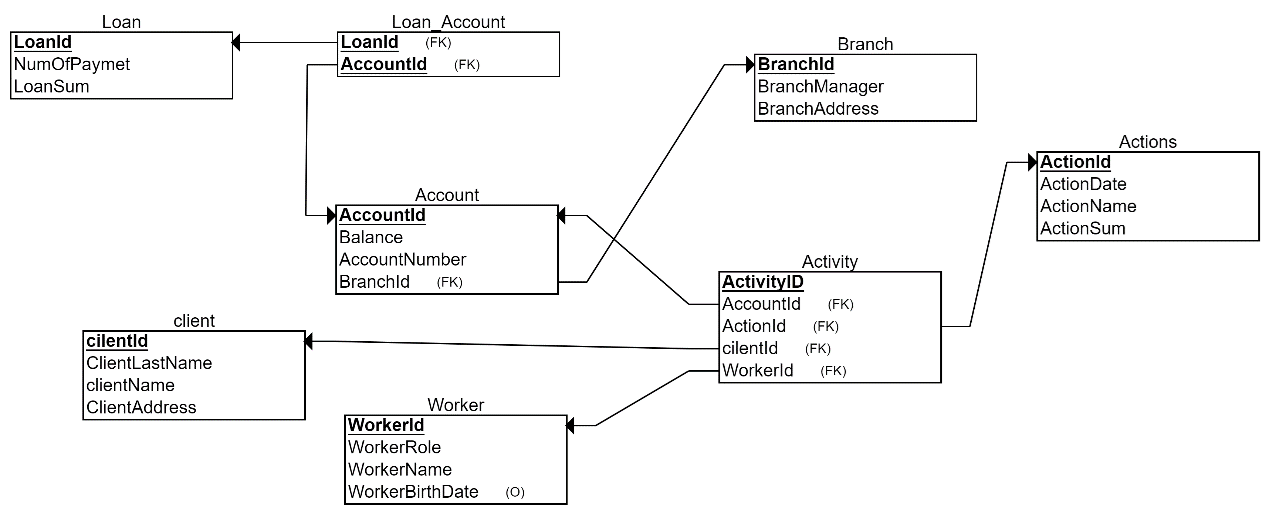 Loan
LoanId
NumOfPaymet
LoanSum
Loan_Account
LoanId (FK)
AccountId (FK)
Branch
BranchId
BranchManager
BranchAddress
Actions
ActionId
ActionDate
ActionName
ActionSum
Account
AccountId
Balance
AccountNumber
BranchId (FK)
Activity
ActivityID
AccountId (FK)
ActionId (FK)
cilentId (FK)
WorkerId (FK)
client
cilentId
ClientLastName
clientName
ClientAddress
Worker
WorkerId
WorkerRole
WorkerName
WorkerBirthDate (O)